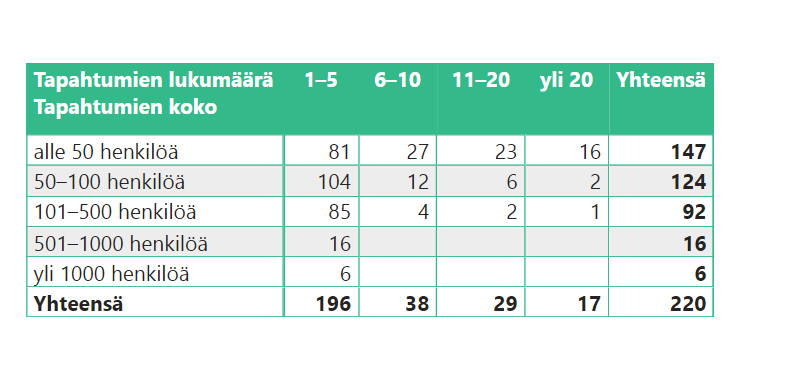 Tapahtumien lukumäärä 1–5 6–10 11–20 yli 20 Yhteensä
Tapahtumien koko
alle 50 henkilöä 81 27 23 16 147
50–100 henkilöä 104 12 6 2 124
101–500 henkilöä 85 4 2 1 92
501–1000 henkilöä 16 16
yli 1000 henkilöä 6 6
Yhteensä 196 38 29 17 220